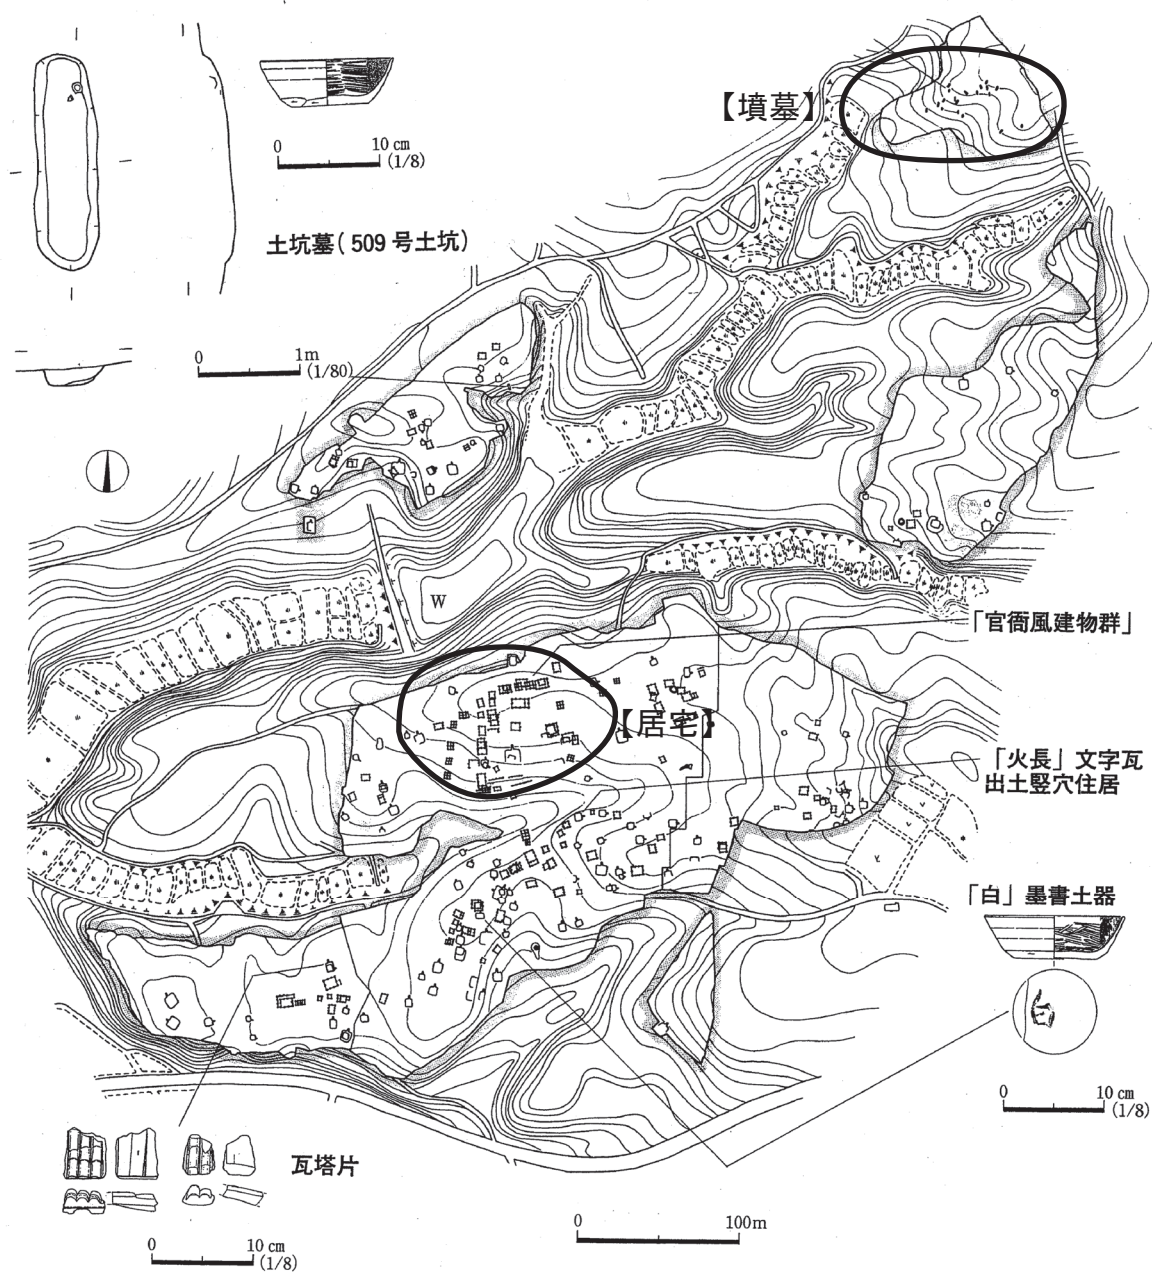 0 10 cm
(1/8)
土坑墓(509号土坑)
0 1m
(1/80)
【墳墓】
W
「官衙風建物群」
【居宅】
「火長」文字瓦
出土竪穴住居
「白」墨書土器
0 10 cm
(1/8)
瓦塔片
0 10 cm
(1/8)
0 100m